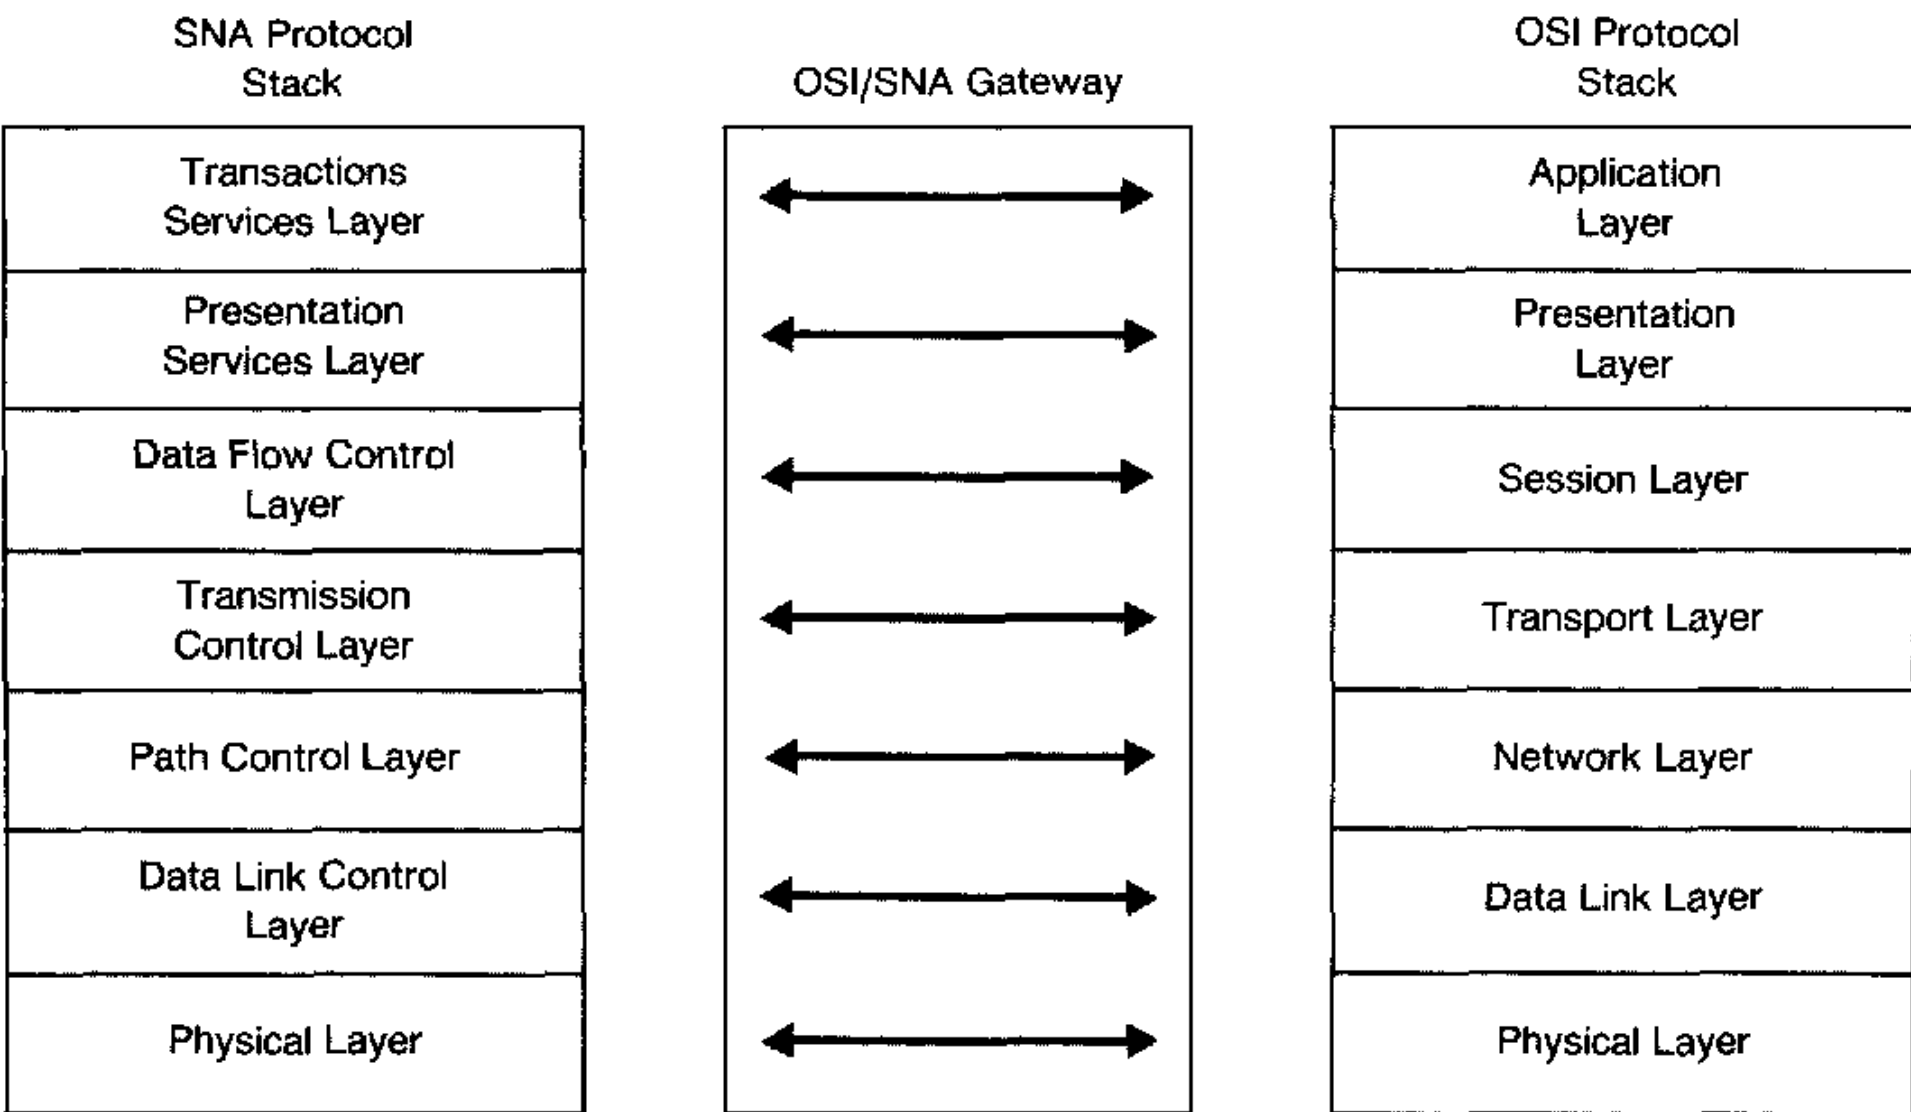 SNA Protocol
Stack
Transactions
Services Layer
Presentation
Services Layer
Data Flow Control
Layer
Transmission
Control Layer
Path Control Layer
Data Link Control
Layer
Physical Layer
OSI/SNA Gateway
OSI Protocol
Stack
Application
Layer
Presentation
Layer
Session Layer
Transport Layer
Network Layer
Data Link Layer
Physical Layer